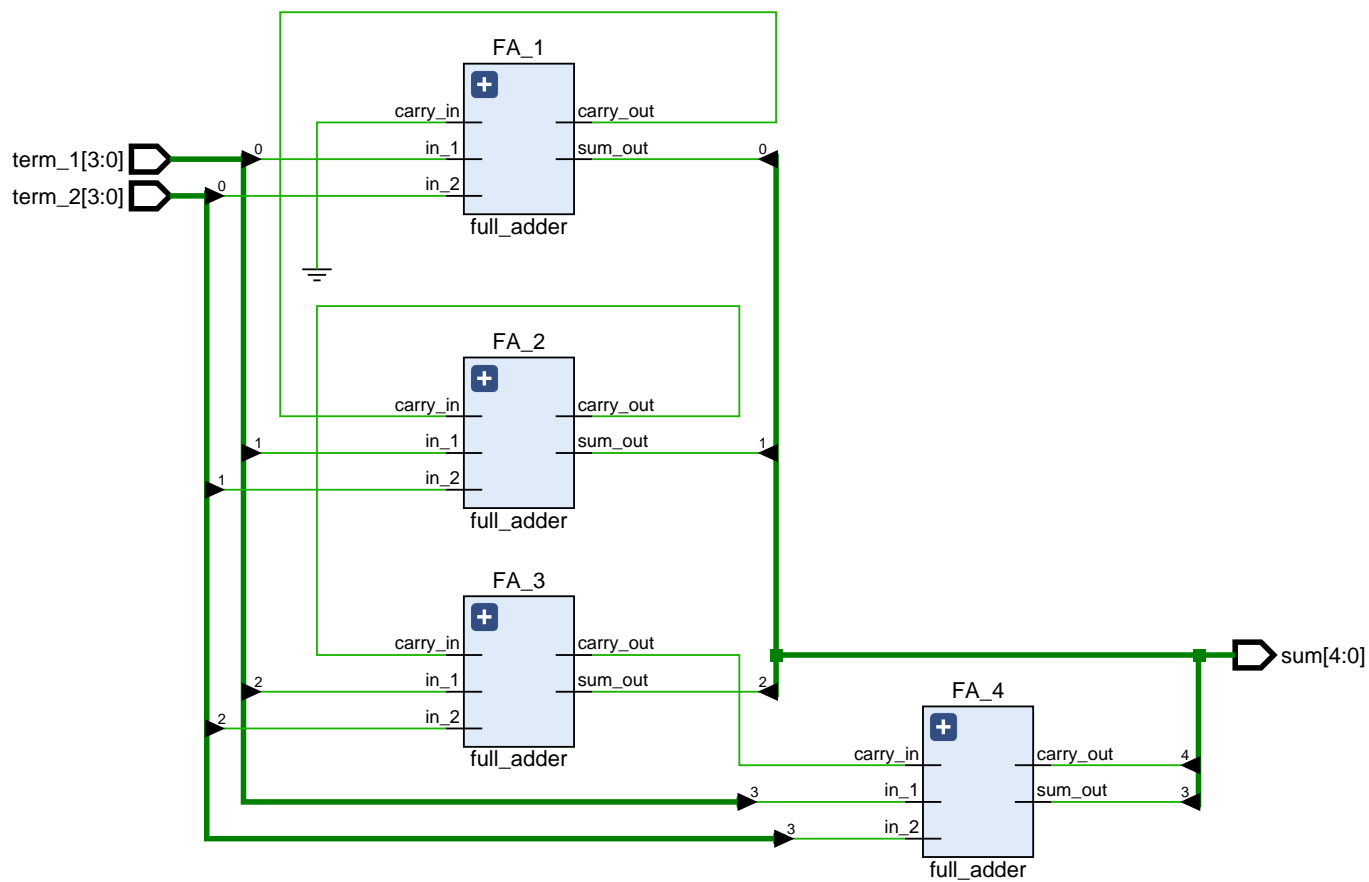 FA_1
carry_in
carry_out
term_1[3:0]
0
in_1
sum_out
0
term_2[3:0]
0
in_2
full_adder
FA_2
carry_in
carry_out
1
in_1
sum_out
1
1
in_2
full_adder
FA_3
carry_in
carry_out
2
in_1
sum_out
2
2
in_2
full_adder
sum[4:0]
FA_4
carry_in
carry_out
4
3
in_1
sum_out
3
3
in_2
full_adder